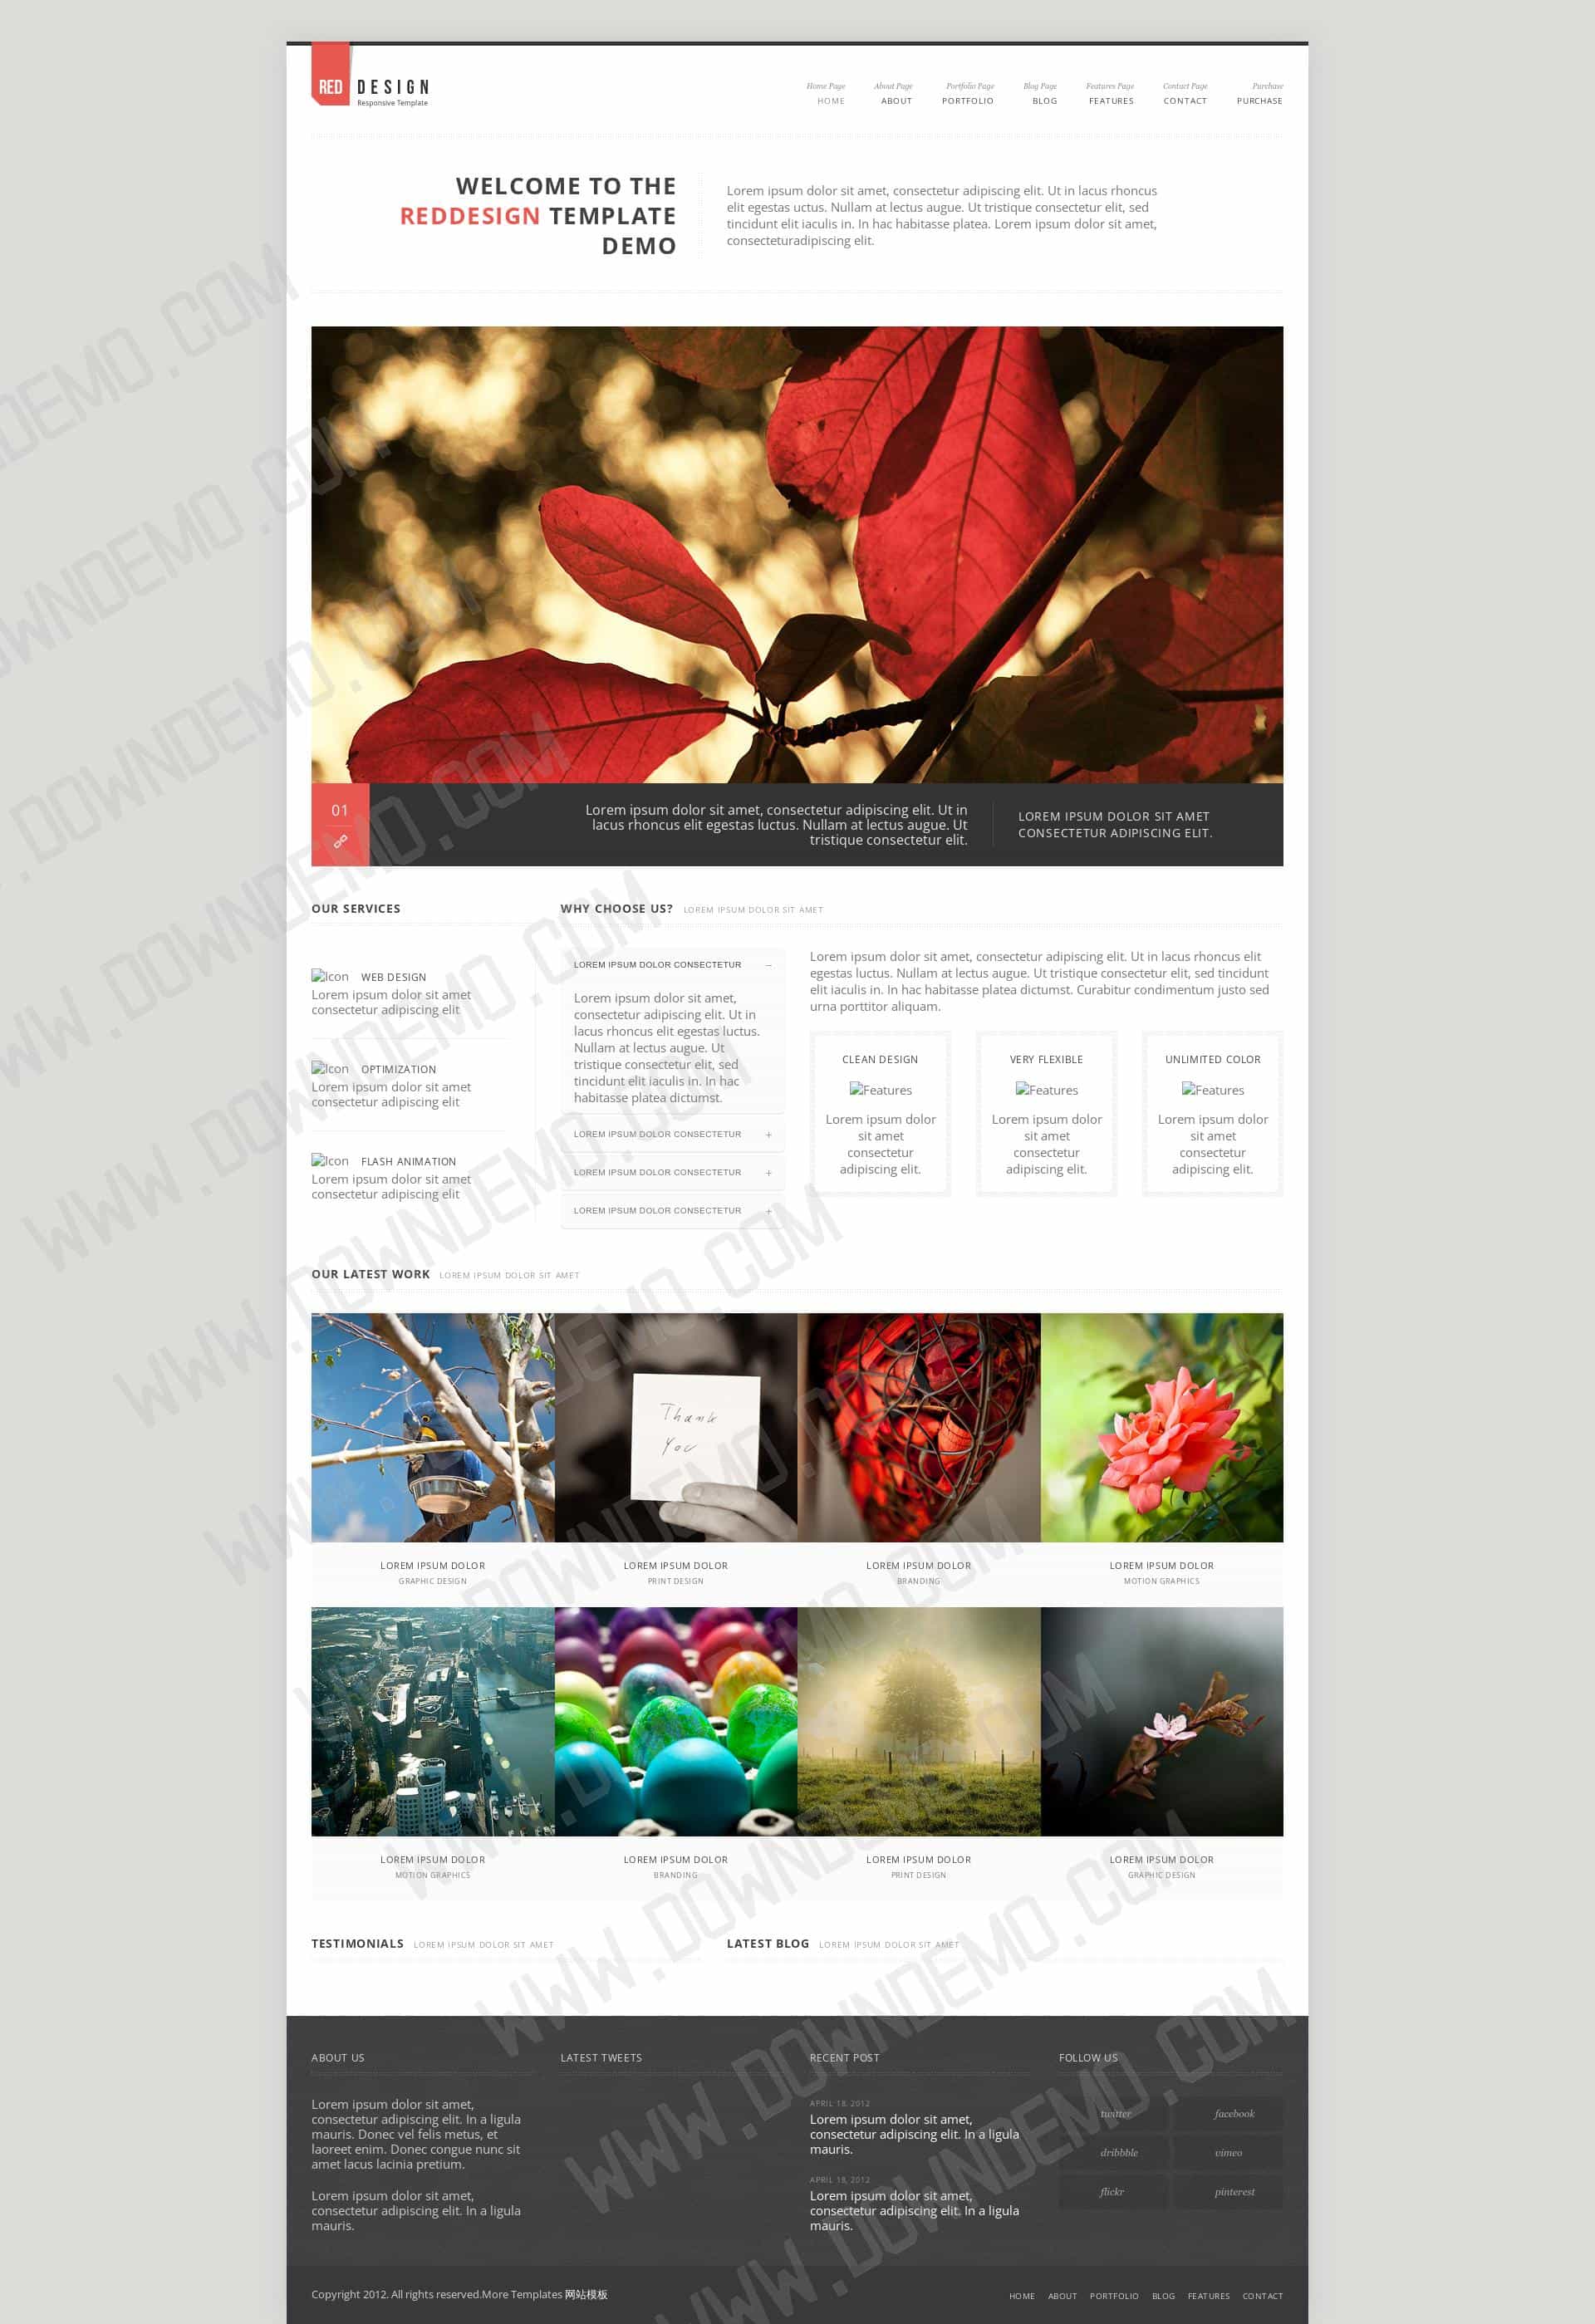 RED DESIGN
Responsive Template
Home Page
HOME
About Page
ABOUT
Portfolio Page
PORTFOLIO
Blog Page
BLOG
Features Page
FEATURES
Contact Page
CONTACT
Purchase
PURCHASE
WELCOME TO THE
REDDESIGN TEMPLATE
DEMO
Lorem ipsum dolor sit amet, consectetur adipiscing elit. Ut in lacus rhoncus
elit egestas uctus. Nullam at lectus augue. Ut tristique consectetur elit, sed
tincidunt elit iaculis in. In hac habitasse platea. Lorem ipsum dolor sit amet,
consecteturadipiscing elit.
01
Lorem ipsum dolor sit amet, consectetur adipiscing elit. Ut in
lacus rhoncus elit egestas luctus. Nullam at lectus augue. Ut
tristique consectetur elit.
LOREM IPSUM DOLOR SIT AMET
CONSECTETUR ADIPISCING ELIT.
OUR SERVICES
Icon WEB DESIGN
Lorem ipsum dolor sit amet
consectetur adipiscing elit
Icon OPTIMIZATION
Lorem ipsum dolor sit amet
consectetur adipiscing elit
Icon FLASH ANIMATION
Lorem ipsum dolor sit amet
consectetur adipiscing elit
WHY CHOOSE US? LOREM IPSUM DOLOR SIT AMET
LOREM IPSUM DOLOR CONSECTETUR −
Lorem ipsum dolor sit amet,
consectetur adipiscing elit. Ut in
lacus rhoncus elit egestas luctus.
Nullam at lectus augue. Ut
tristique consectetur elit, sed
tincidunt elit iaculis in. In hac
habitasse platea dictumst.
LOREM IPSUM DOLOR CONSECTETUR +
LOREM IPSUM DOLOR CONSECTETUR +
LOREM IPSUM DOLOR CONSECTETUR +
Lorem ipsum dolor sit amet, consectetur adipiscing elit. Ut in lacus rhoncus elit
egestas luctus. Nullam at lectus augue. Ut tristique consectetur elit, sed tincidunt
elit iaculis in. In hac habitasse platea dictumst. Curabitur condimentum justo sed
urna porttitor aliquam.
CLEAN DESIGN
Features
Lorem ipsum dolor
sit amet
consectetur
adipiscing elit.
VERY FLEXIBLE
Features
Lorem ipsum dolor
sit amet
consectetur
adipiscing elit.
UNLIMITED COLOR
Features
Lorem ipsum dolor
sit amet
consectetur
adipiscing elit.
OUR LATEST WORK LOREM IPSUM DOLOR SIT AMET
Thank
You
LOREM IPSUM DOLOR
GRAPHIC DESIGN
LOREM IPSUM DOLOR
PRINT DESIGN
LOREM IPSUM DOLOR
BRANDING
LOREM IPSUM DOLOR
MOTION GRAPHICS
LOREM IPSUM DOLOR
MOTION GRAPHICS
LOREM IPSUM DOLOR
BRANDING
LOREM IPSUM DOLOR
PRINT DESIGN
LOREM IPSUM DOLOR
GRAPHIC DESIGN
TESTIMONIALS LOREM IPSUM DOLOR SIT AMET
LATEST BLOG LOREM IPSUM DOLOR SIT AMET
ABOUT US
Lorem ipsum dolor sit amet,
consectetur adipiscing elit. In a ligula
mauris. Donec vel felis metus, et
laoreet enim. Donec congue nunc sit
amet lacus lacinia pretium.
Lorem ipsum dolor sit amet,
consectetur adipiscing elit. In a ligula
mauris.
LATEST TWEETS
RECENT POST
APRIL 18, 2012
Lorem ipsum dolor sit amet,
consectetur adipiscing elit. In a ligula
mauris.
APRIL 18, 2012
Lorem ipsum dolor sit amet,
consectetur adipiscing elit. In a ligula
mauris.
FOLLOW US
twitter
facebook
dribbble
vimeo
flickr
pinterest
Copyright 2012. All rights reserved.More Templates 网站模板
HOME ABOUT PORTFOLIO BLOG FEATURES CONTACT
WWW.DOWNDEMO.COM